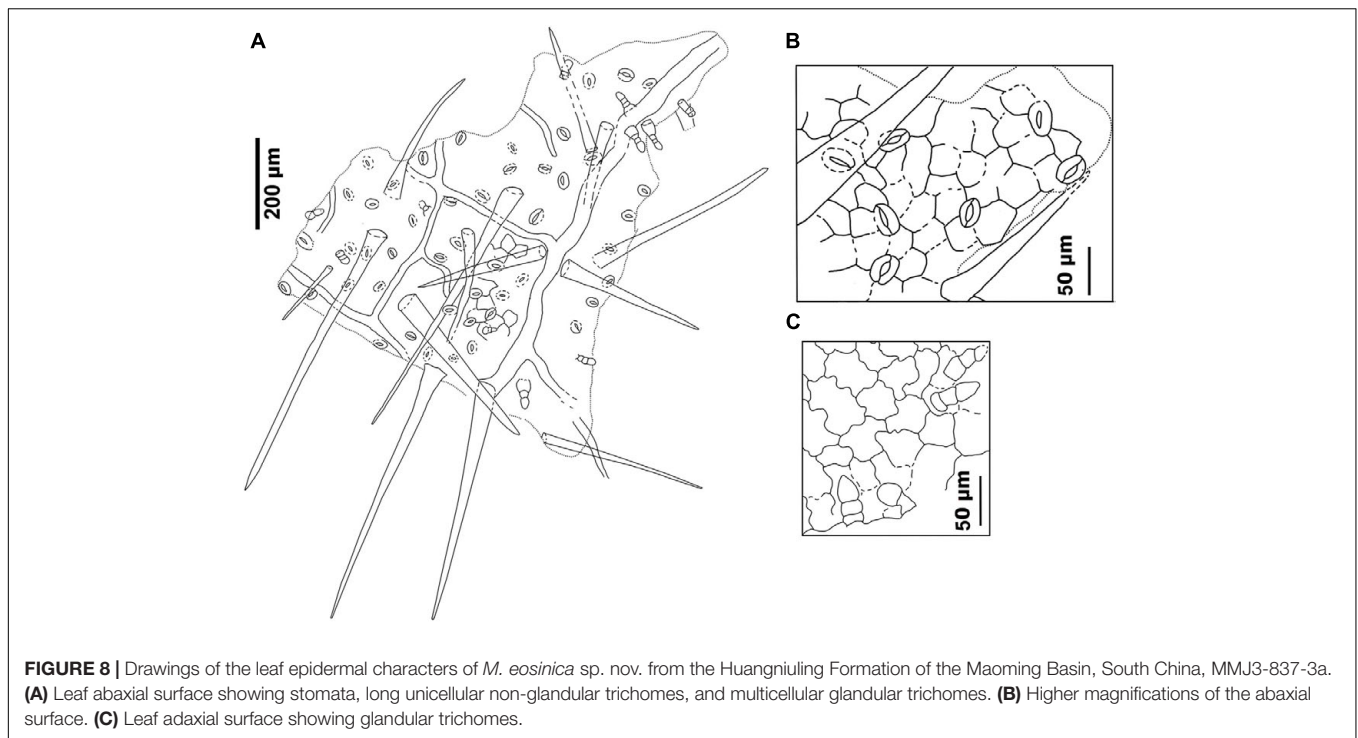 A
B
200 µm
50 µm
C
50 µm
FIGURE 8 | Drawings of the leaf epidermal characters of M. eosinica sp. nov. from the Huangniuling Formation of the Maoming Basin, South China, MMJ3-837-3a.
(A) Leaf abaxial surface showing stomata, long unicellular non-glandular trichomes, and multicellular glandular trichomes. (B) Higher magnifications of the abaxial
surface. (C) Leaf adaxial surface showing glandular trichomes.